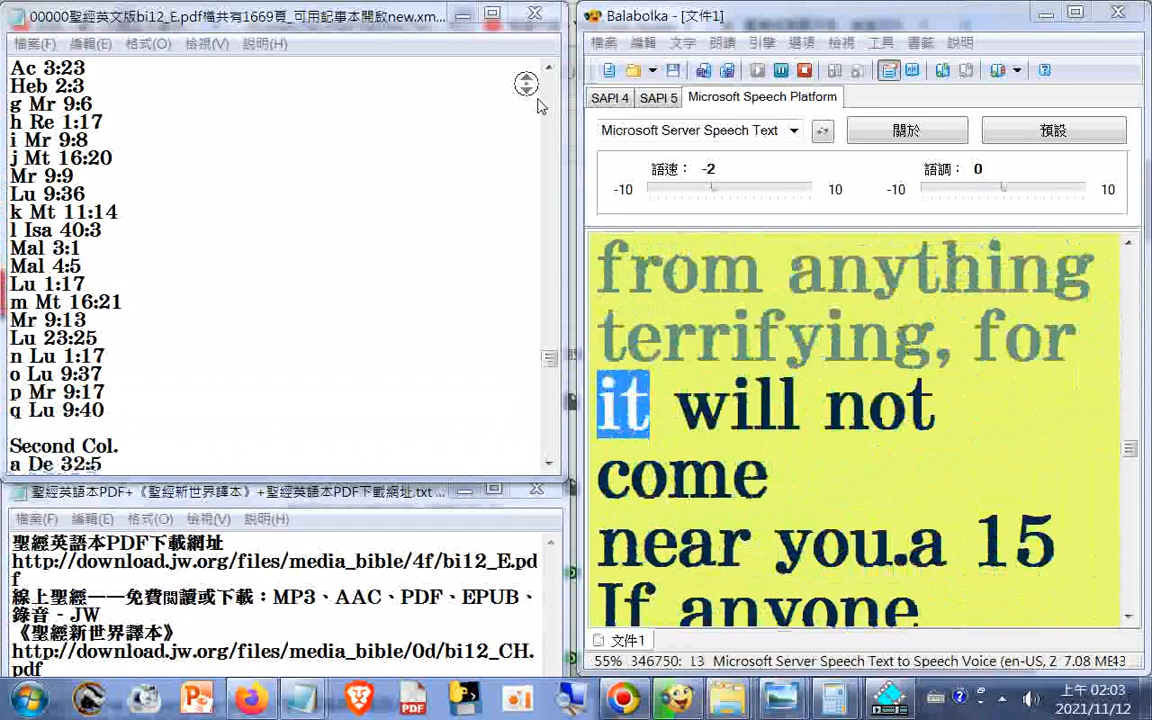 00000聖經英文版bi12_E.pdf檔共有1669頁_可用記事本開啟new.xm...
檔案(F) 編輯(E) 格式(O) 檢視(V) 說明(H)
Ac 3:23
Heb 2:3
g Mr 9:6
h Re 1:17
i Mr 9:8
j Mt 16:20
Mr 9:9
Lu 9:36
k Mt 11:14
l Isa 40:3
Mal 3:1
Mal 4:5
Lu 1:17
m Mt 16:21
Mr 9:13
Lu 23:25
n Lu 1:17
o Lu 9:37
p Mr 9:17
q Lu 9:40
Second Col.
a De 32:5
聖經英語本PDF+《聖經新世界譯本》+聖經英語本PDF下載網址.txt ...
檔案(F) 編輯(E) 格式(O) 檢視(V) 說明(H)
聖經英語本PDF下載網址
http://download.jw.org/files/media_bible/4f/bi12_E.pd
f
線上聖經——免費閱讀或下載：MP3、AAC、PDF、EPUB、
錄音 - JW
《聖經新世界譯本》
http://download.jw.org/files/media_bible/0d/bi12_CH.
pdf
Balabolka - [文件1]
檔案 編輯 文字 朗讀 引擎 選項 檢視 工具 書籤 說明
SAPI 4 SAPI 5 Microsoft Speech Platform
Microsoft Server Speech Text 關於 預設
語速： -2 語調： 0
-10 10 -10 10
from anything
terrifying, for
it will not
come
near you.a 15
If anyone
文件1
55% 346750: 13 Microsoft Server Speech Text to Speech Voice (en-US, Z 7.08 ME43
PDF
上午 02:03
2021/11/12